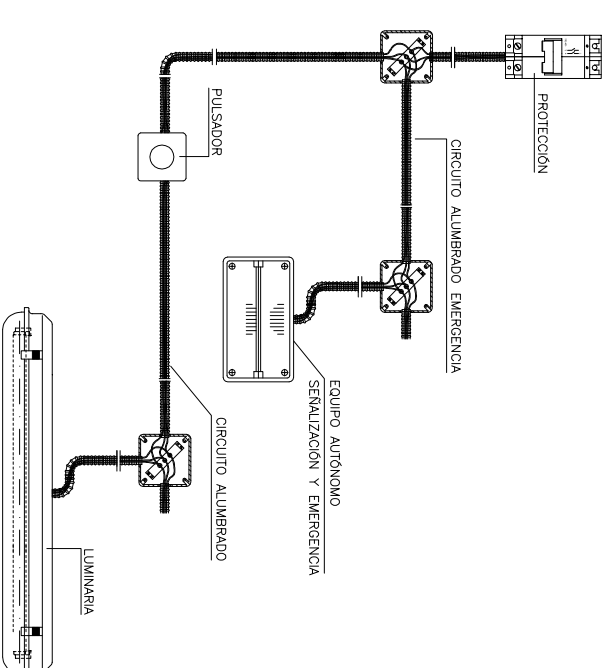 PROTECCIÓN
CIRCUITO ALUMBRADO EMERGENCIA
PULSADOR
EQUIPO AUTÓNOMO
SEÑALIZACIÓN Y EMERGENCIA
CIRCUITO ALUMBRADO
LUMINARIA